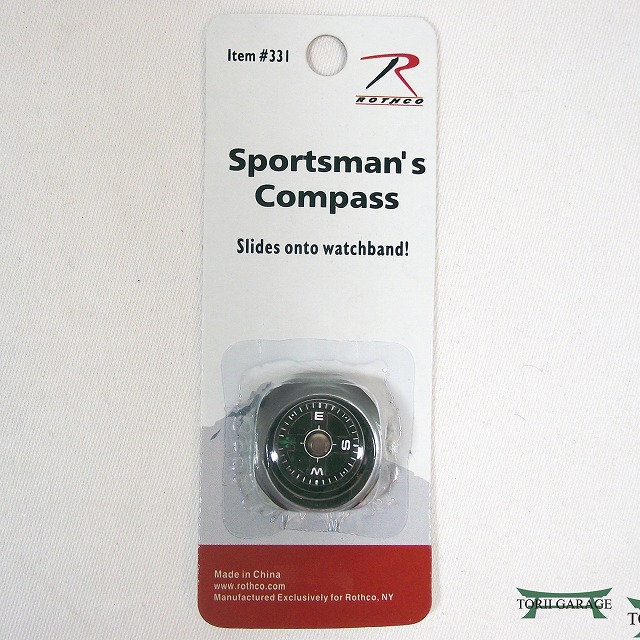 Item #331
ROTHCO
Sportsman's
Compass
Slides onto watchband!
E
S
W
Made in China
www.rothco.com
Manufactured Exclusively for Rothco, NY
TORII GARAGE
TO